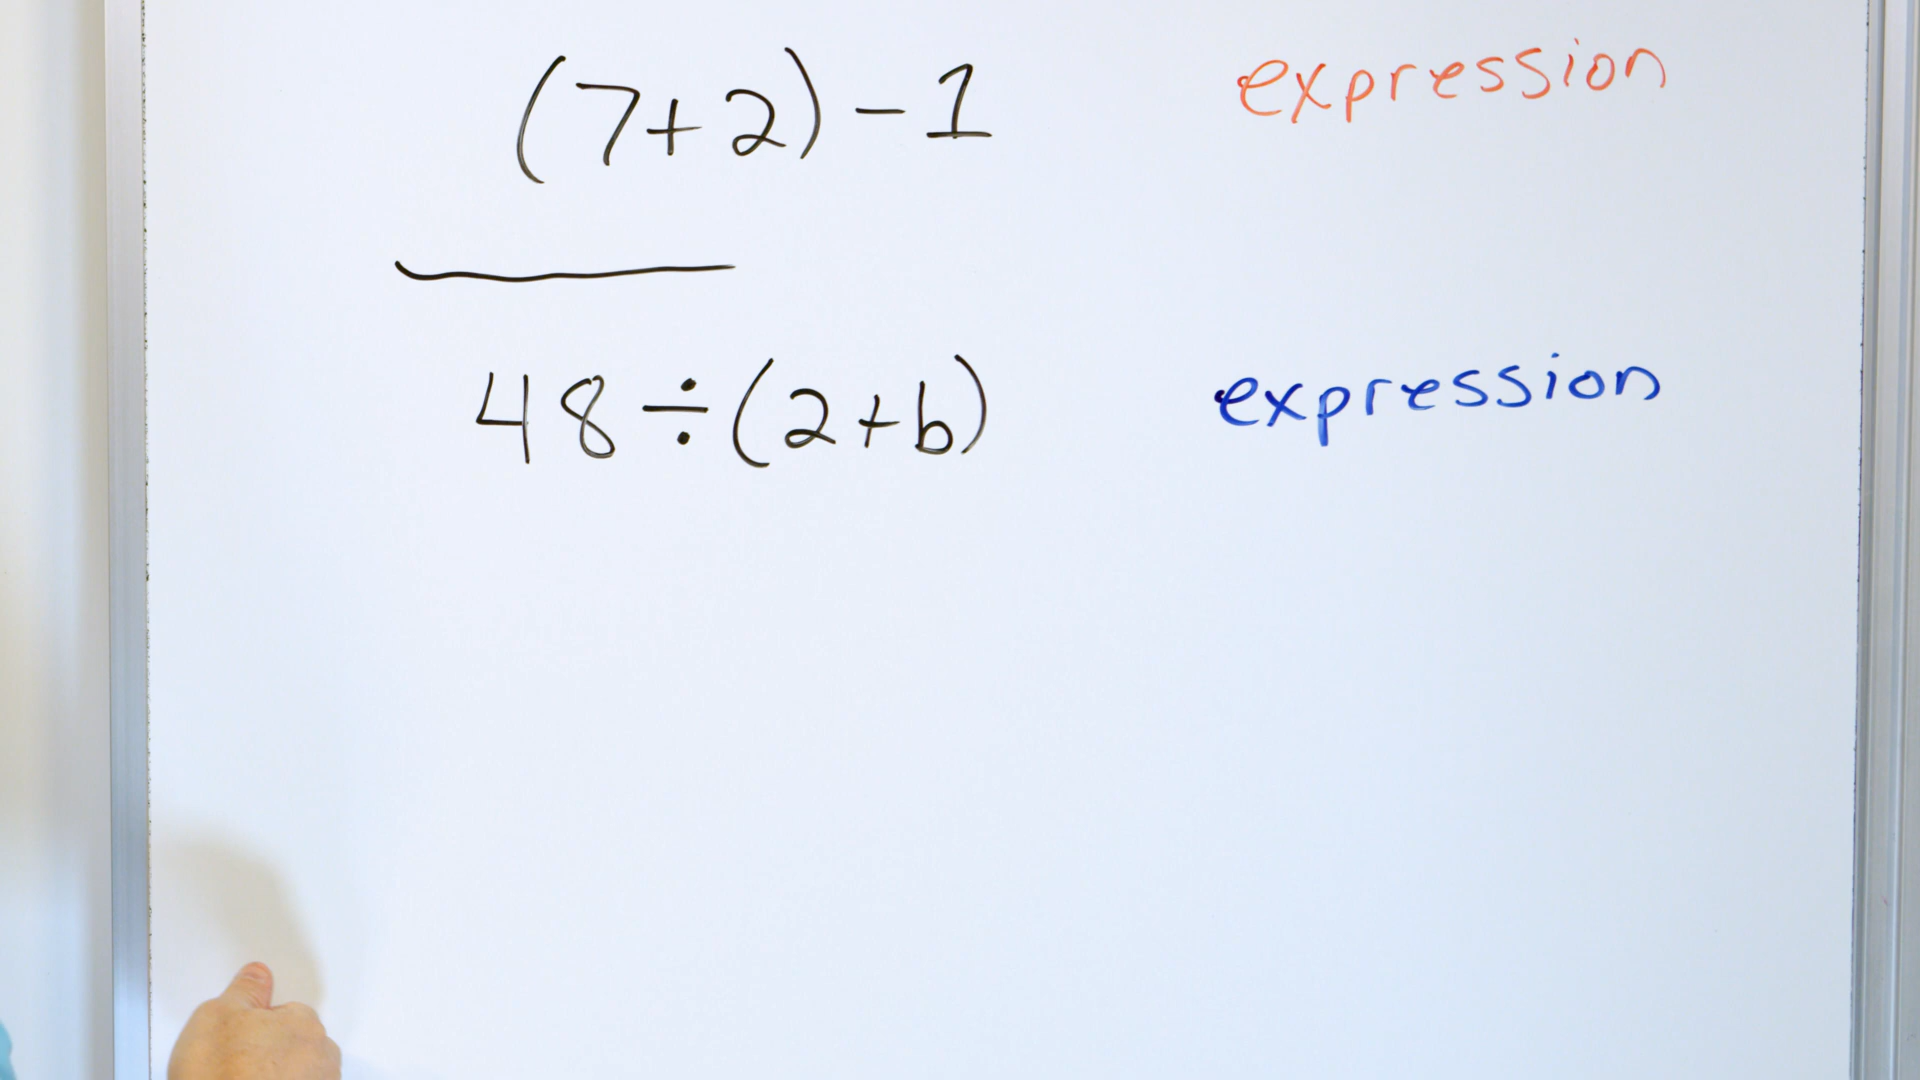 (7+2) - 1 expression
48 ÷ (2+b) expression